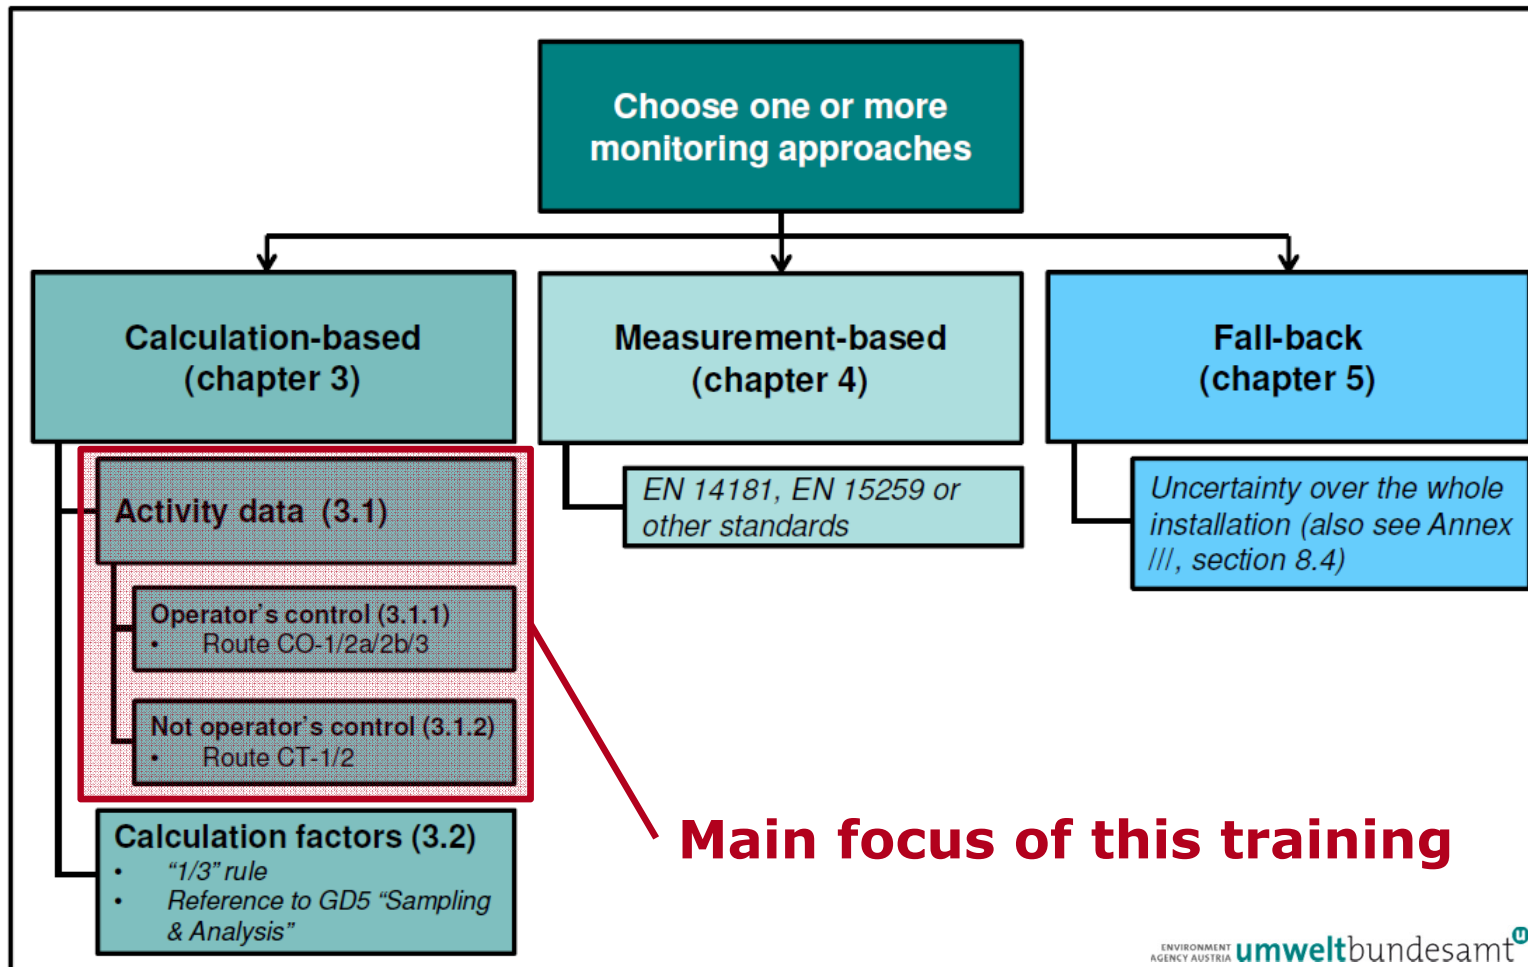 Choose one or more
monitoring approaches
Calculation-based
(chapter 3)
Measurement-based
(chapter 4)
Fall-back
(chapter 5)
Activity data (3.1)
Operator's control (3.1.1)
• Route CO-1/2a/2b/3
Not operator's control (3.1.2)
• Route CT-1/2
Calculation factors (3.2)
• "1/3" rule
• Reference to GD5 "Sampling
& Analysis"
EN 14181, EN 15259 or
other standards
Uncertainty over the whole
installation (also see Annex
III, section 8.4)
Main focus of this training
ENVIRONMENT
AGENCY AUSTRIA umweltbundesamt u